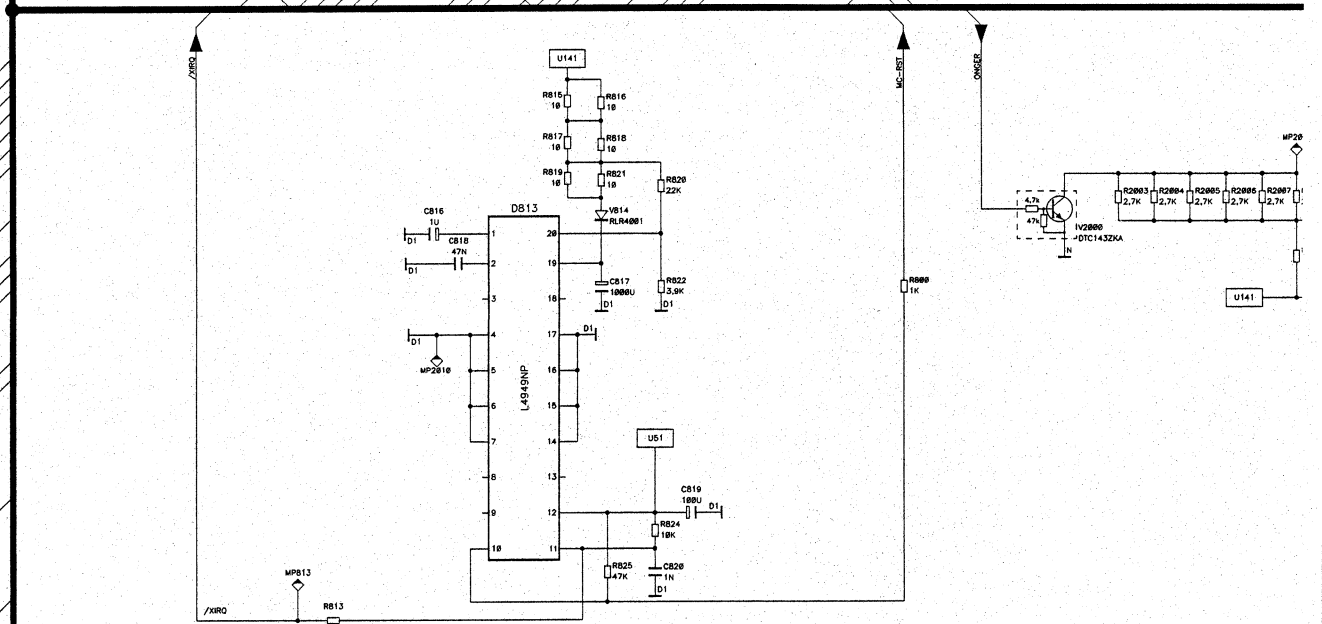 /XIRQ
U141
MC-RST
ONGER
R815
10
R816
10
R817
10
R818
10
R819
10
R821
10
R820
22K
V814
RLR4001
MP20
R2003
2,7K
R2004
2,7K
R2005
2,7K
R2006
2,7K
R2007
2,7K
4,7k
47k
V2000
DTC143ZKA
N
U141
C816
1U
D1
C818
47N
D1
D813
L4949NP
1
2
3
4
5
6
7
8
9
10
20
19
18
17
16
15
14
13
12
11
C817
1000U
D1
R822
3,9K
D1
R800
1K
D1
MP2010
D1
U51
C819
100U
D1
R824
10K
R825
47K
C820
1N
D1
MP813
/XIRQ
R813